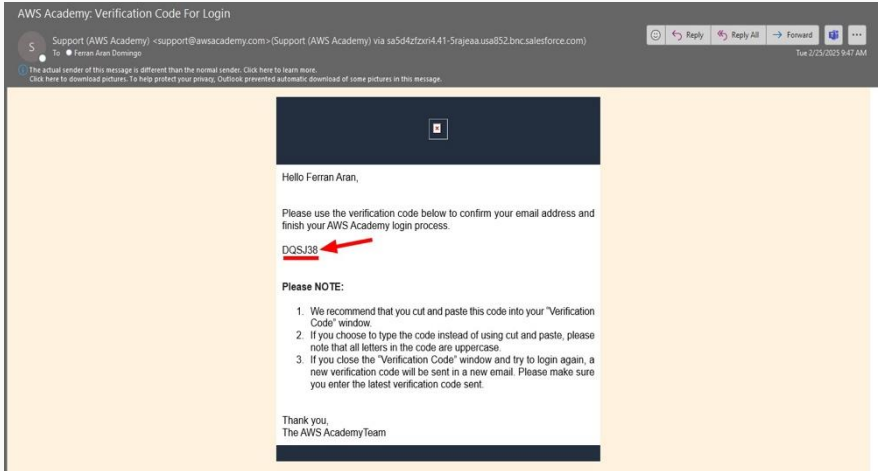 AWS Academy: Verification Code For Login
S
Support (AWS Academy) <support@awsacademy.com>(Support (AWS Academy) via sa5d4zfzxri4.41-5rajeaa.usa852.bnc.salesforce.com)
To Ferran Aran Domingo
Reply
Reply All
Forward
Tue 2/25/2025 9:47 AM
The actual sender of this message is different than the normal sender. Click here to learn more.
Click here to download pictures. To help protect your privacy, Outlook prevented automatic download of some pictures in this message.
Hello Ferran Aran,
Please use the verification code below to confirm your email address and
finish your AWS Academy login process.
DQSJ38
Please NOTE:
1. We recommend that you cut and paste this code into your "Verification
Code" window.
2. If you choose to type the code instead of using cut and paste, please
note that all letters in the code are uppercase.
3. If you close the "Verification Code" window and try to login again, a
new verification code will be sent in a new email. Please make sure
you enter the latest verification code sent.
Thank you,
The AWS AcademyTeam